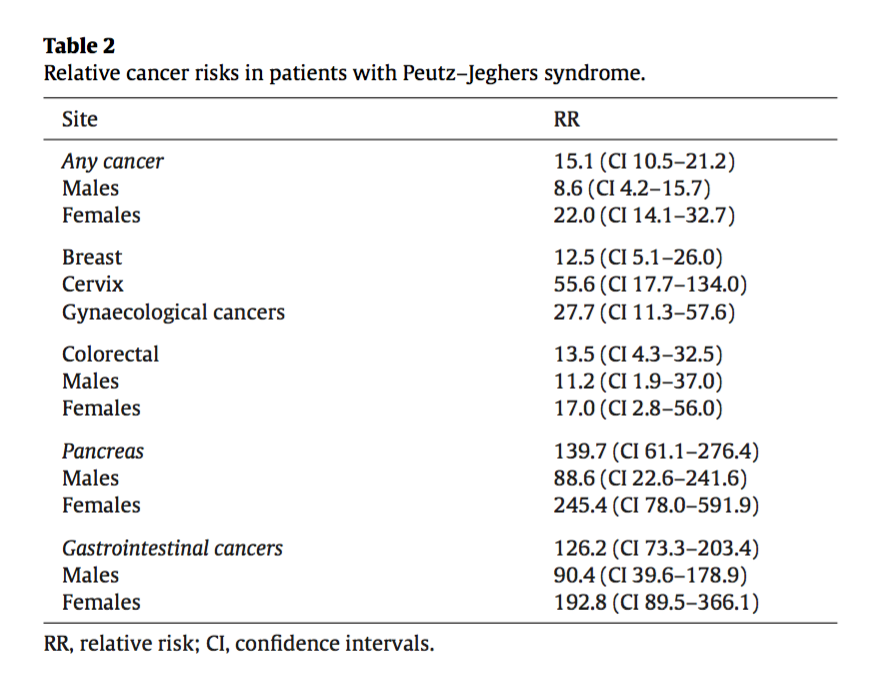 Table 2
Relative cancer risks in patients with Peutz–Jeghers syndrome.
Site RR
Any cancer 15.1 (CI 10.5–21.2)
Males 8.6 (CI 4.2–15.7)
Females 22.0 (CI 14.1–32.7)
Breast 12.5 (CI 5.1–26.0)
Cervix 55.6 (CI 17.7–134.0)
Gynaecological cancers 27.7 (CI 11.3–57.6)
Colorectal 13.5 (CI 4.3–32.5)
Males 11.2 (CI 1.9–37.0)
Females 17.0 (CI 2.8–56.0)
Pancreas 139.7 (CI 61.1–276.4)
Males 88.6 (CI 22.6–241.6)
Females 245.4 (CI 78.0–591.9)
Gastrointestinal cancers 126.2 (CI 73.3–203.4)
Males 90.4 (CI 39.6–178.9)
Females 192.8 (CI 89.5–366.1)
RR, relative risk; CI, confidence intervals.